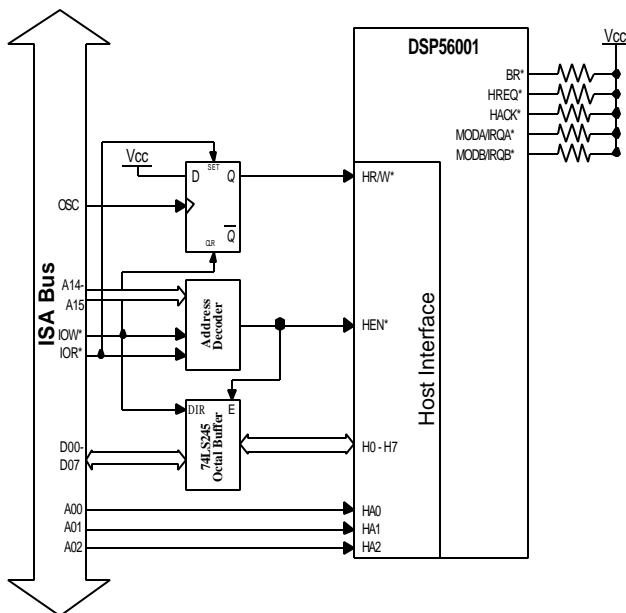 DSP56001
Vcc
BR*
HREQ*
HACK*
MODA/IRQA*
MODB/IRQB*
ISA Bus
Vcc
SET
D
Q
HR/W*
OSC
Q
CLR
A14-
A15
Address
Decoder
HEN*
IOW*
IOR*
Host Interface
DIR
E
74LS245
Octal Buffer
D00-
D07
H0 - H7
A00
HA0
A01
HA1
A02
HA2